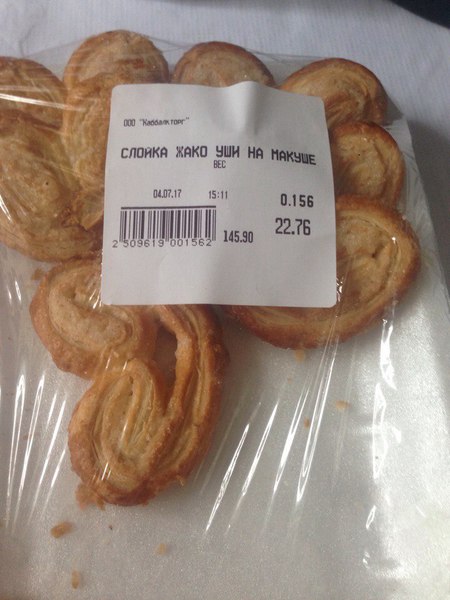 ООО "Каббалкторг"
СЛОЙКА ЖАКО УШИ НА МАКУШЕ
ВЕС
04.07.17 15:11 0.156
2 509619 001562 145.90 22.76